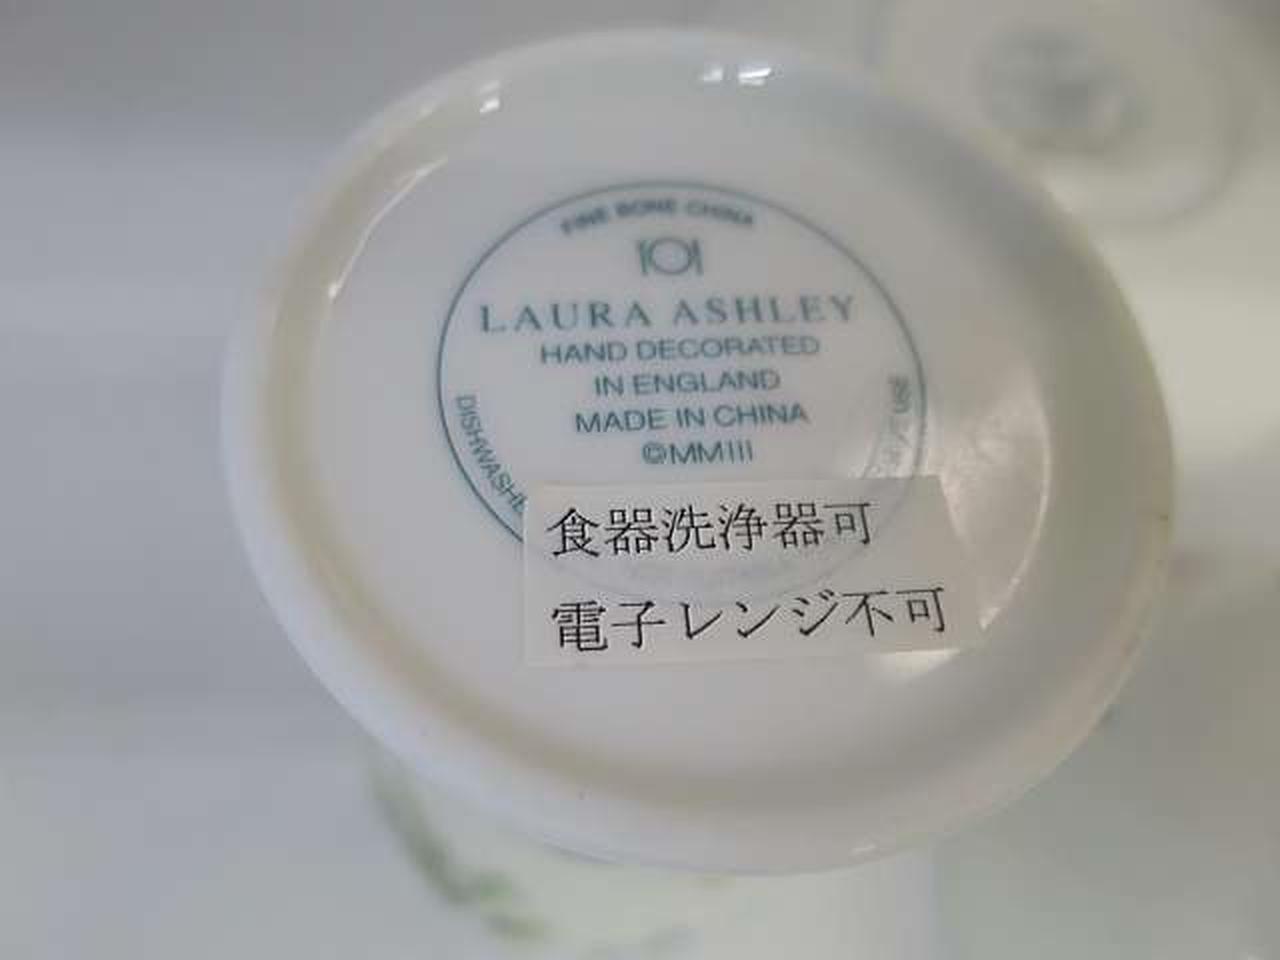 FINE BONE CHINA
LAURA ASHLEY
HAND DECORATED
IN ENGLAND
MADE IN CHINA
©MMIII
USE
食器洗浄器可
電子レンジ不可